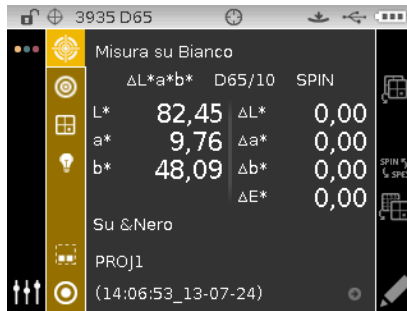 3935 D65
Misura su Bianco
ΔL*a*b* D65/10 SPIN
L* 82,45 ΔL* 0,00
a* 9,76 Δa* 0,00
b* 48,09 Δb* 0,00
ΔE* 0,00
SPIN
SPE
Su &Nero
PROJ1
(14:06:53_13-07-24)